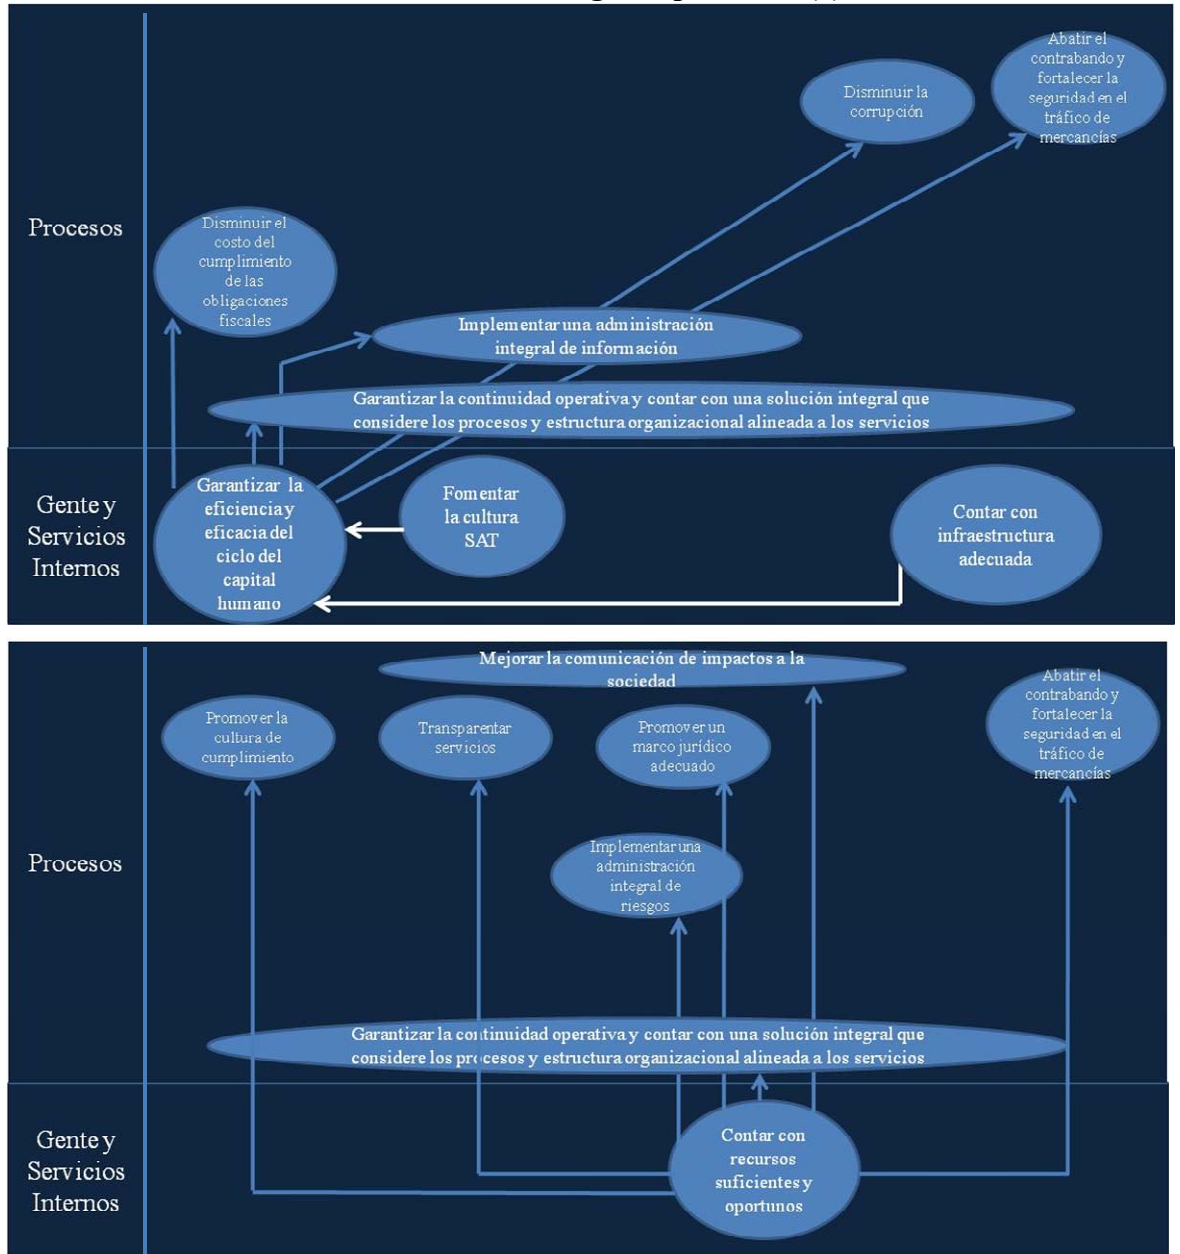 Abatir el
contrabando y
fortalecer la
seguridad en el
tráfico de
mercancías
Disminuir la
corrupción
Procesos
Disminuir el
costo del
cumplimiento
de las
obligaciones
fiscales
Implementar una administración
integral de información
Garantizar la continuidad operativa y contar con una solución integral que
considere los procesos y estructura organizacional alineada a los servicios
Gente y
Servicios
Internos
Garantizar la
eficiencia y
eficacia del
ciclo del
capital
humano
Fomentar
la cultura
SAT
Contar con
infraestructura
adecuada
Mejorar la comunicación de impactos a la
sociedad
Promover la
cultura de
cumplimiento
Transparentar
servicios
Promover un
marco jurídico
adecuado
Abatir el
contrabando y
fortalecer la
seguridad en el
tráfico de
mercancías
Procesos
Implementar una
administración
integral de
riesgos
Garantizar la continuidad operativa y contar con una solución integral que
considere los procesos y estructura organizacional alineada a los servicios
Gente y
Servicios
Internos
Contar con
recursos
suficientes y
oportunos